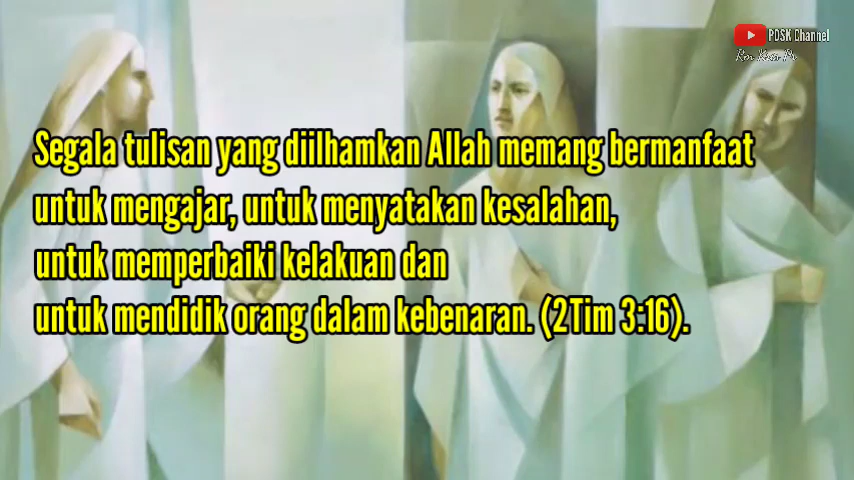 POSK Channel
Segala tulisan yang diilhamkan Allah memang bermanfaat
untuk mengajar, untuk menyatakan kesalahan,
untuk memperbaiki kelakuan dan
untuk mendidik orang dalam kebenaran. (2Tim 3:16).